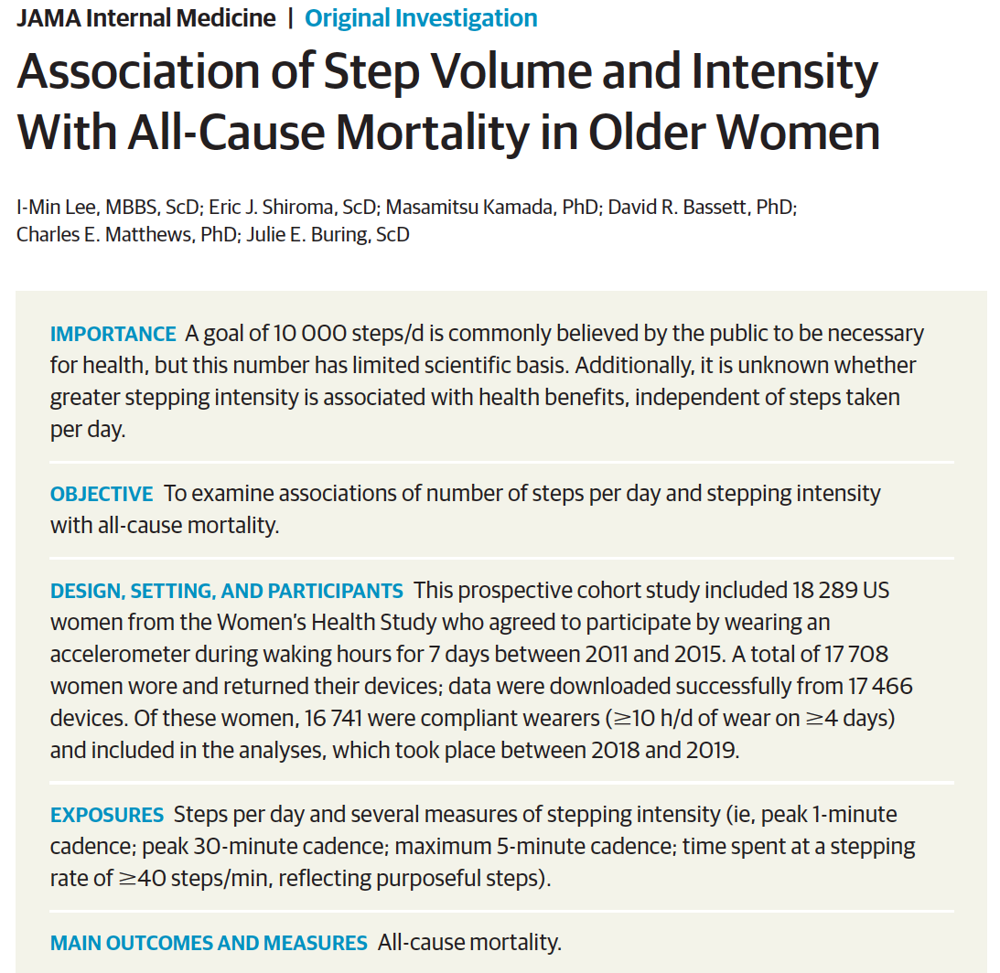 JAMA Internal Medicine | Original Investigation
Association of Step Volume and Intensity
With All-Cause Mortality in Older Women
I-Min Lee, MBBS, ScD; Eric J. Shiroma, ScD; Masamitsu Kamada, PhD; David R. Bassett, PhD;
Charles E. Matthews, PhD; Julie E. Buring, ScD
IMPORTANCE A goal of 10 000 steps/d is commonly believed by the public to be necessary
for health, but this number has limited scientific basis. Additionally, it is unknown whether
greater stepping intensity is associated with health benefits, independent of steps taken
per day.
OBJECTIVE To examine associations of number of steps per day and stepping intensity
with all-cause mortality.
DESIGN, SETTING, AND PARTICIPANTS This prospective cohort study included 18 289 US
women from the Women’s Health Study who agreed to participate by wearing an
accelerometer during waking hours for 7 days between 2011 and 2015. A total of 17 708
women wore and returned their devices; data were downloaded successfully from 17 466
devices. Of these women, 16 741 were compliant wearers (≥10 h/d of wear on ≥4 days)
and included in the analyses, which took place between 2018 and 2019.
EXPOSURES Steps per day and several measures of stepping intensity (ie, peak 1-minute
cadence; peak 30-minute cadence; maximum 5-minute cadence; time spent at a stepping
rate of ≥40 steps/min, reflecting purposeful steps).
MAIN OUTCOMES AND MEASURES All-cause mortality.